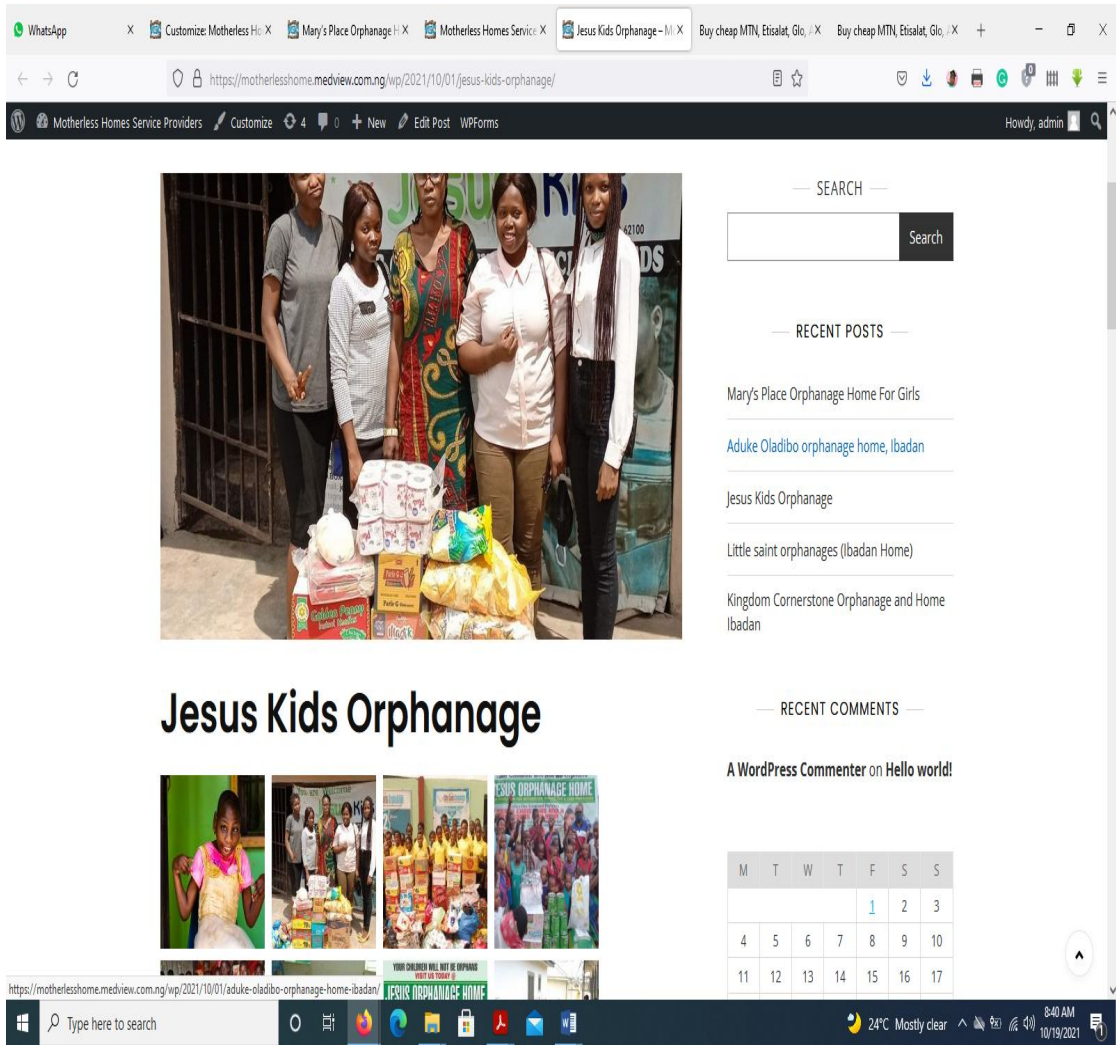 WhatsApp
Customize: Motherless Ho
Mary's Place Orphanage H
Motherless Homes Service
Jesus Kids Orphanage – M
Buy cheap MTN, Etisalat, Glo,
Buy cheap MTN, Etisalat, Glo,
https://motherlesshome.medview.com.ng/wp/2021/10/01/jesus-kids-orphanage/
0
Motherless Homes Service Providers Customize 4 0 + New Edit Post WPForms Howdy, admin
62100
SEARCH
Search
RECENT POSTS
Mary's Place Orphanage Home For Girls
Aduke Oladibo orphanage home, Ibadan
Jesus Kids Orphanage
Little saint orphanages (Ibadan Home)
Kingdom Cornerstone Orphanage and Home
Ibadan
Golden Penny
Parle-G
Jesus Kids Orphanage
RECENT COMMENTS
A WordPress Commenter on Hello world!
ESUS ORPHANAGE HOME
M T W T F S S
1 2 3
4 5 6 7 8 9 10
11 12 13 14 15 16 17
YOUR CHILDREN WILL NOT BE ORPHANS
VISIT US TODAY @
JESUS ORPHANAGE HOME
https://motherlesshome.medview.com.ng/wp/2021/10/01/aduke-oladibo-orphanage-home-ibadan/
Type here to search
24°C Mostly clear
8:40 AM
10/19/2021
1